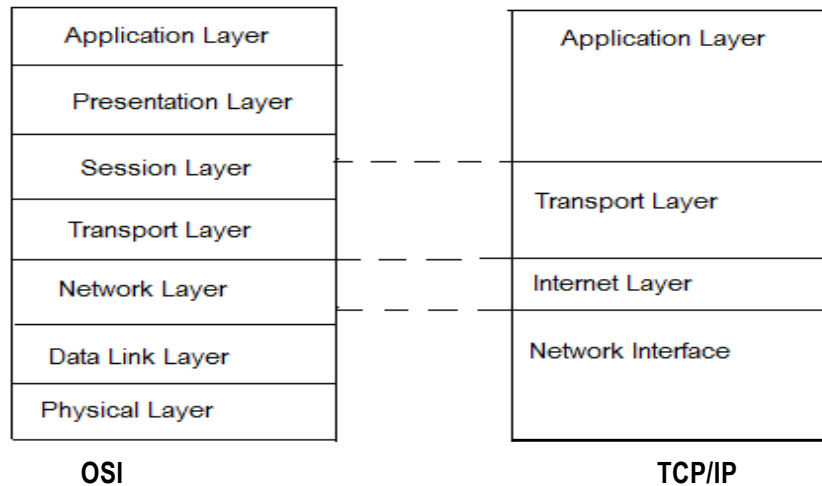 Application Layer
Presentation Layer
Session Layer
Transport Layer
Network Layer
Data Link Layer
Physical Layer
OSI
Application Layer
Transport Layer
Internet Layer
Network Interface
TCP/IP